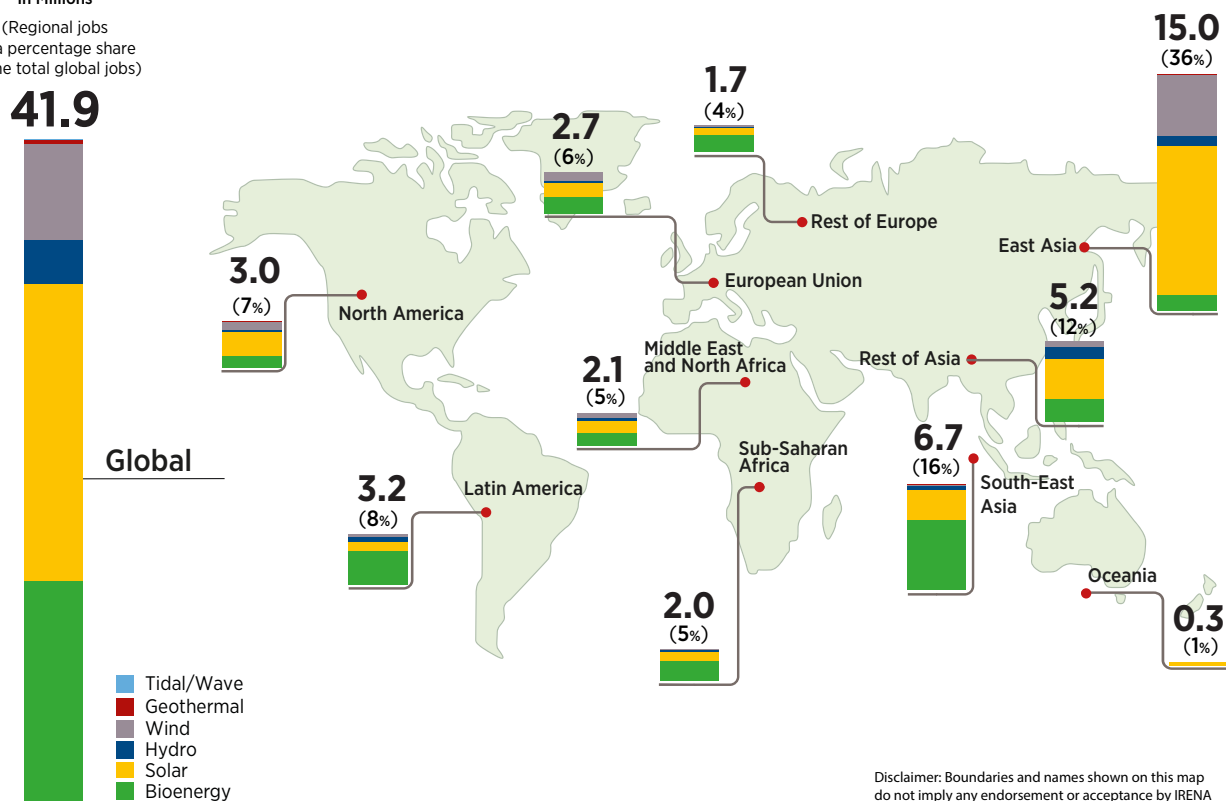 in Millions
(Regional jobs
a percentage share
he total global jobs)
41.9
Global
3.0
(7%)
North America
2.7
(6%)
European Union
1.7
(4%)
Rest of Europe
15.0
(36%)
East Asia
5.2
(12%)
Rest of Asia
Middle East
and North Africa
2.1
(5%)
Sub-Saharan
Africa
2.0
(5%)
3.2
(8%)
Latin America
6.7
(16%)
South-East
Asia
Oceania
0.3
(1%)
Tidal/Wave
Geothermal
Wind
Hydro
Solar
Bioenergy
Disclaimer: Boundaries and names shown on this map
do not imply any endorsement or acceptance by IRENA